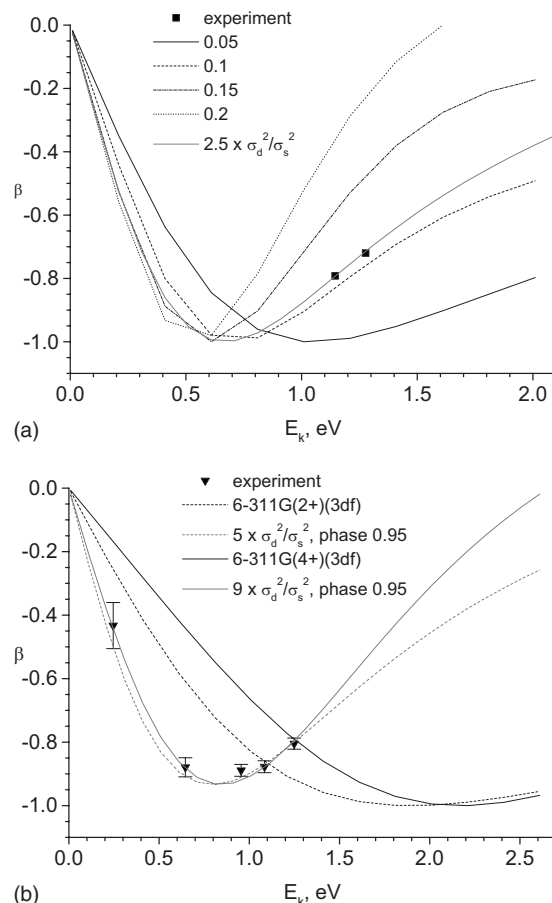 0.0
-0.2
-0.4
-0.6
-0.8
-1.0
β
experiment
0.05
0.1
0.15
0.2
2.5 x σd²/σs²
0.0 0.5 1.0 1.5 2.0
(a)
Ek, eV
0.0
-0.2
-0.4
-0.6
-0.8
-1.0
β
experiment
6-311G(2+)(3df)
5 x σd²/σs², phase 0.95
6-311G(4+)(3df)
9 x σd²/σs², phase 0.95
0.0 0.5 1.0 1.5 2.0 2.5
(b)
Ek, eV